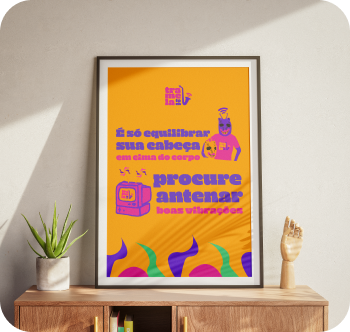 É só equilibrar
sua cabeça
em cima do corpo
procure
antenar
boas vibrações